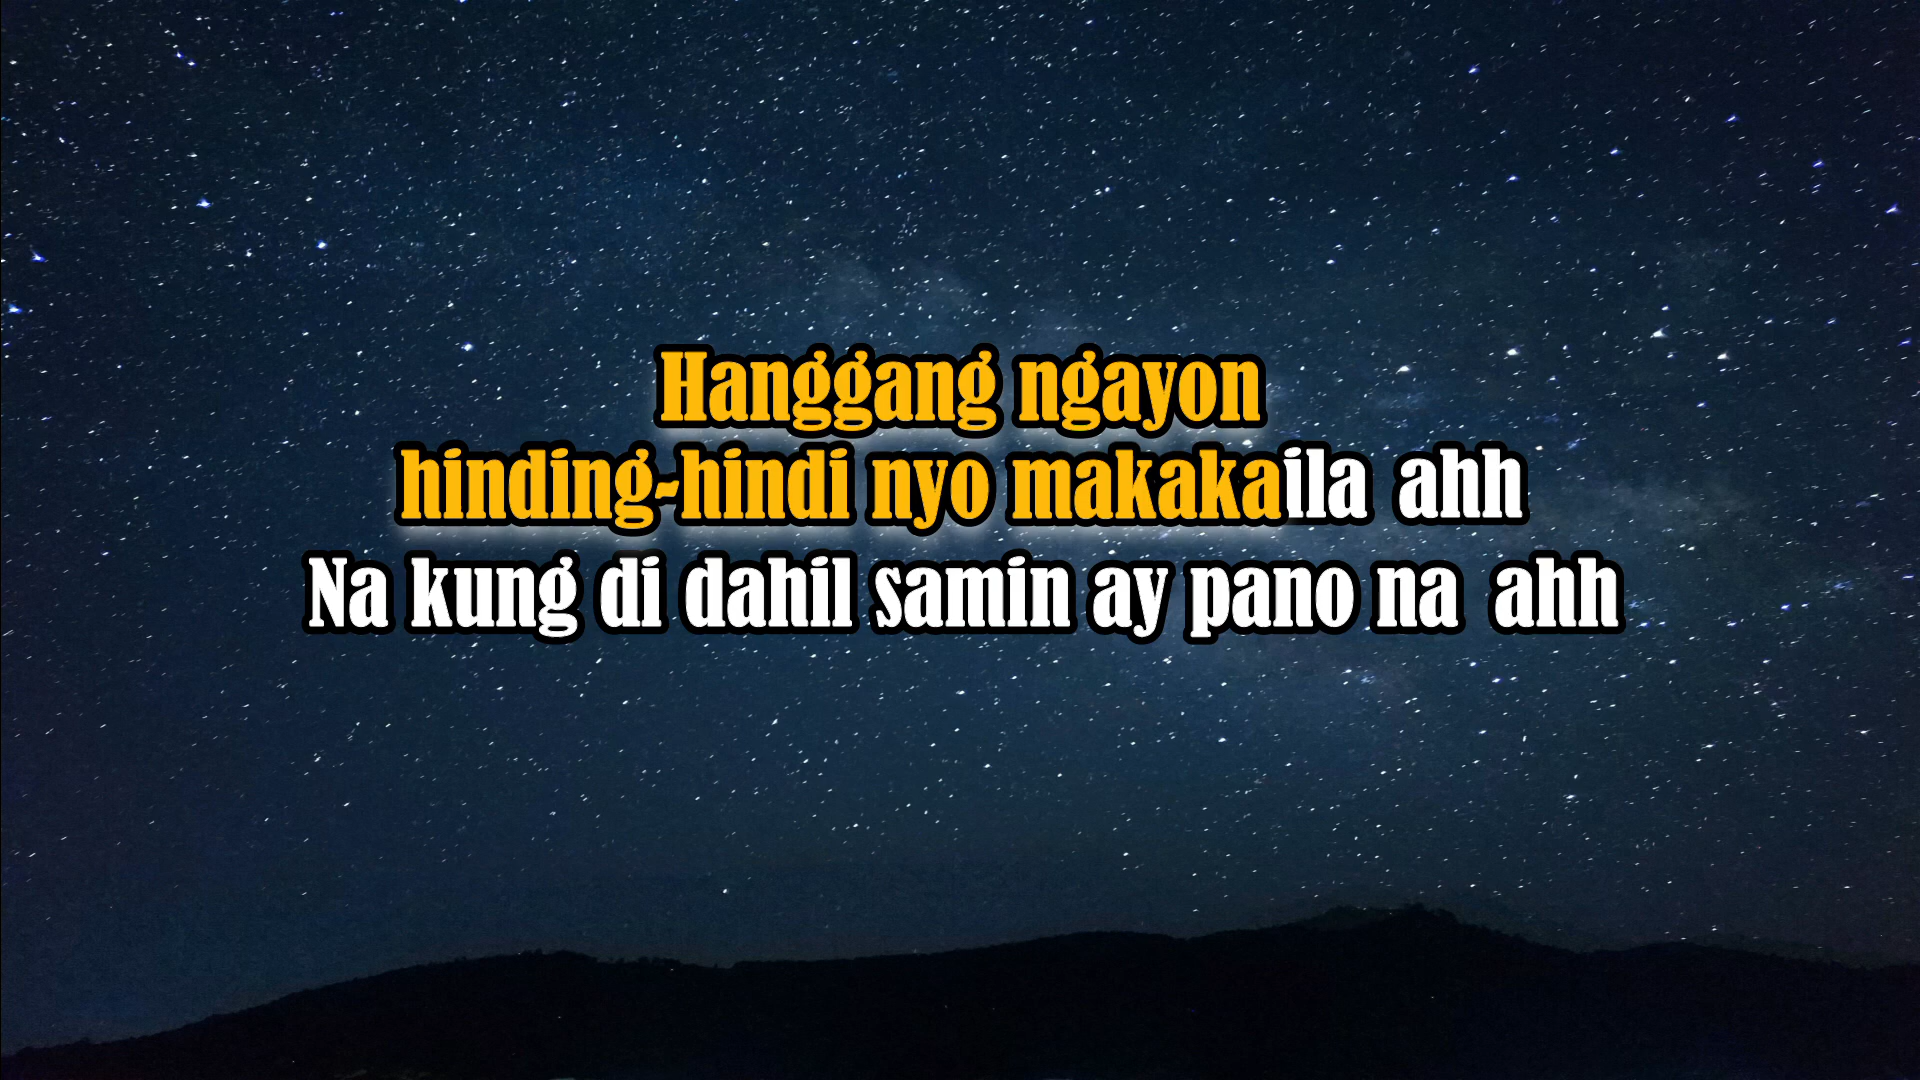 Hanggang ngayon
hinding-hindi nyo makakaila ahh
Na kung di dahil samin ay pano na ahh